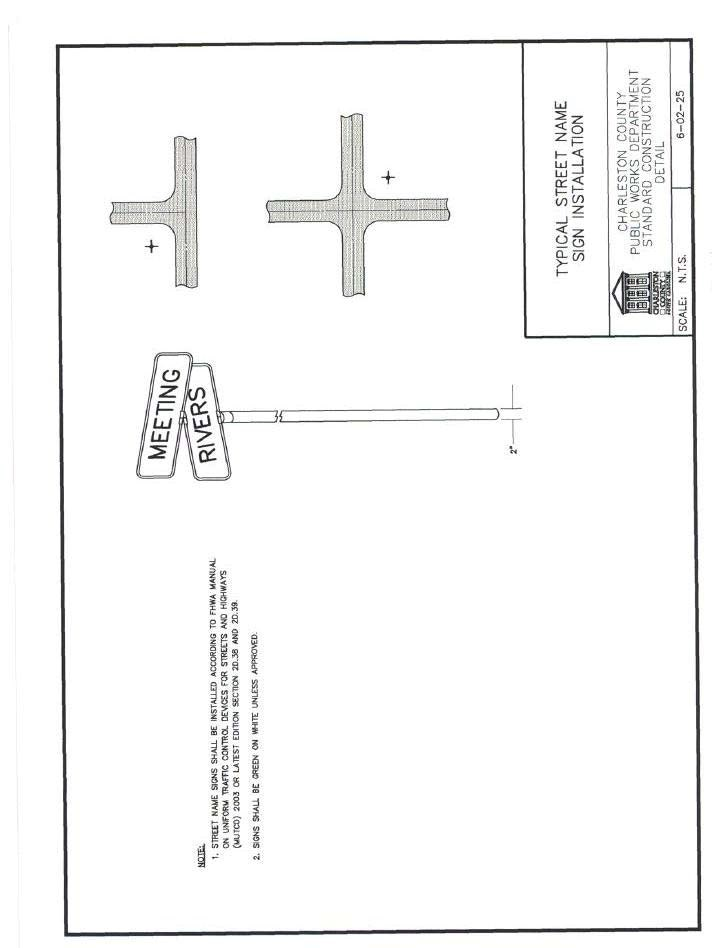 MEETING
RIVERS
2"
NOTE:
1. STREET NAME SIGNS SHALL BE INSTALLED ACCORDING TO FHWA MANUAL
ON UNIFORM TRAFFIC CONTROL DEVICES FOR STREETS AND HIGHWAYS
(MUTCD) 2003 OR LATEST EDITION SECTION 2D.38 AND 2D.39.
2. SIGNS SHALL BE GREEN ON WHITE UNLESS APPROVED.
TYPICAL STREET NAME
SIGN INSTALLATION
CHARLESTON
COUNTY
CHARLESTON COUNTY
PUBLIC WORKS DEPARTMENT
STANDARD CONSTRUCTION
DETAIL
SCALE: N.T.S.
6-02-25